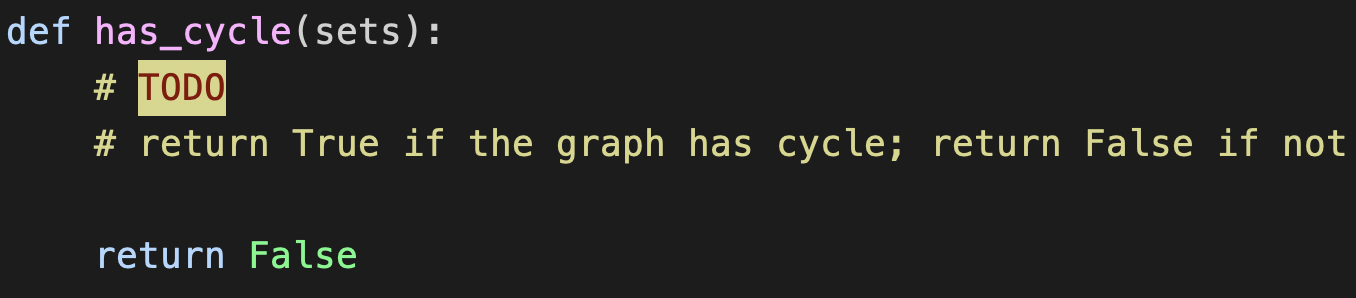 def has_cycle(sets):
    # TODO
    # return True if the graph has cycle; return False if not
    return False